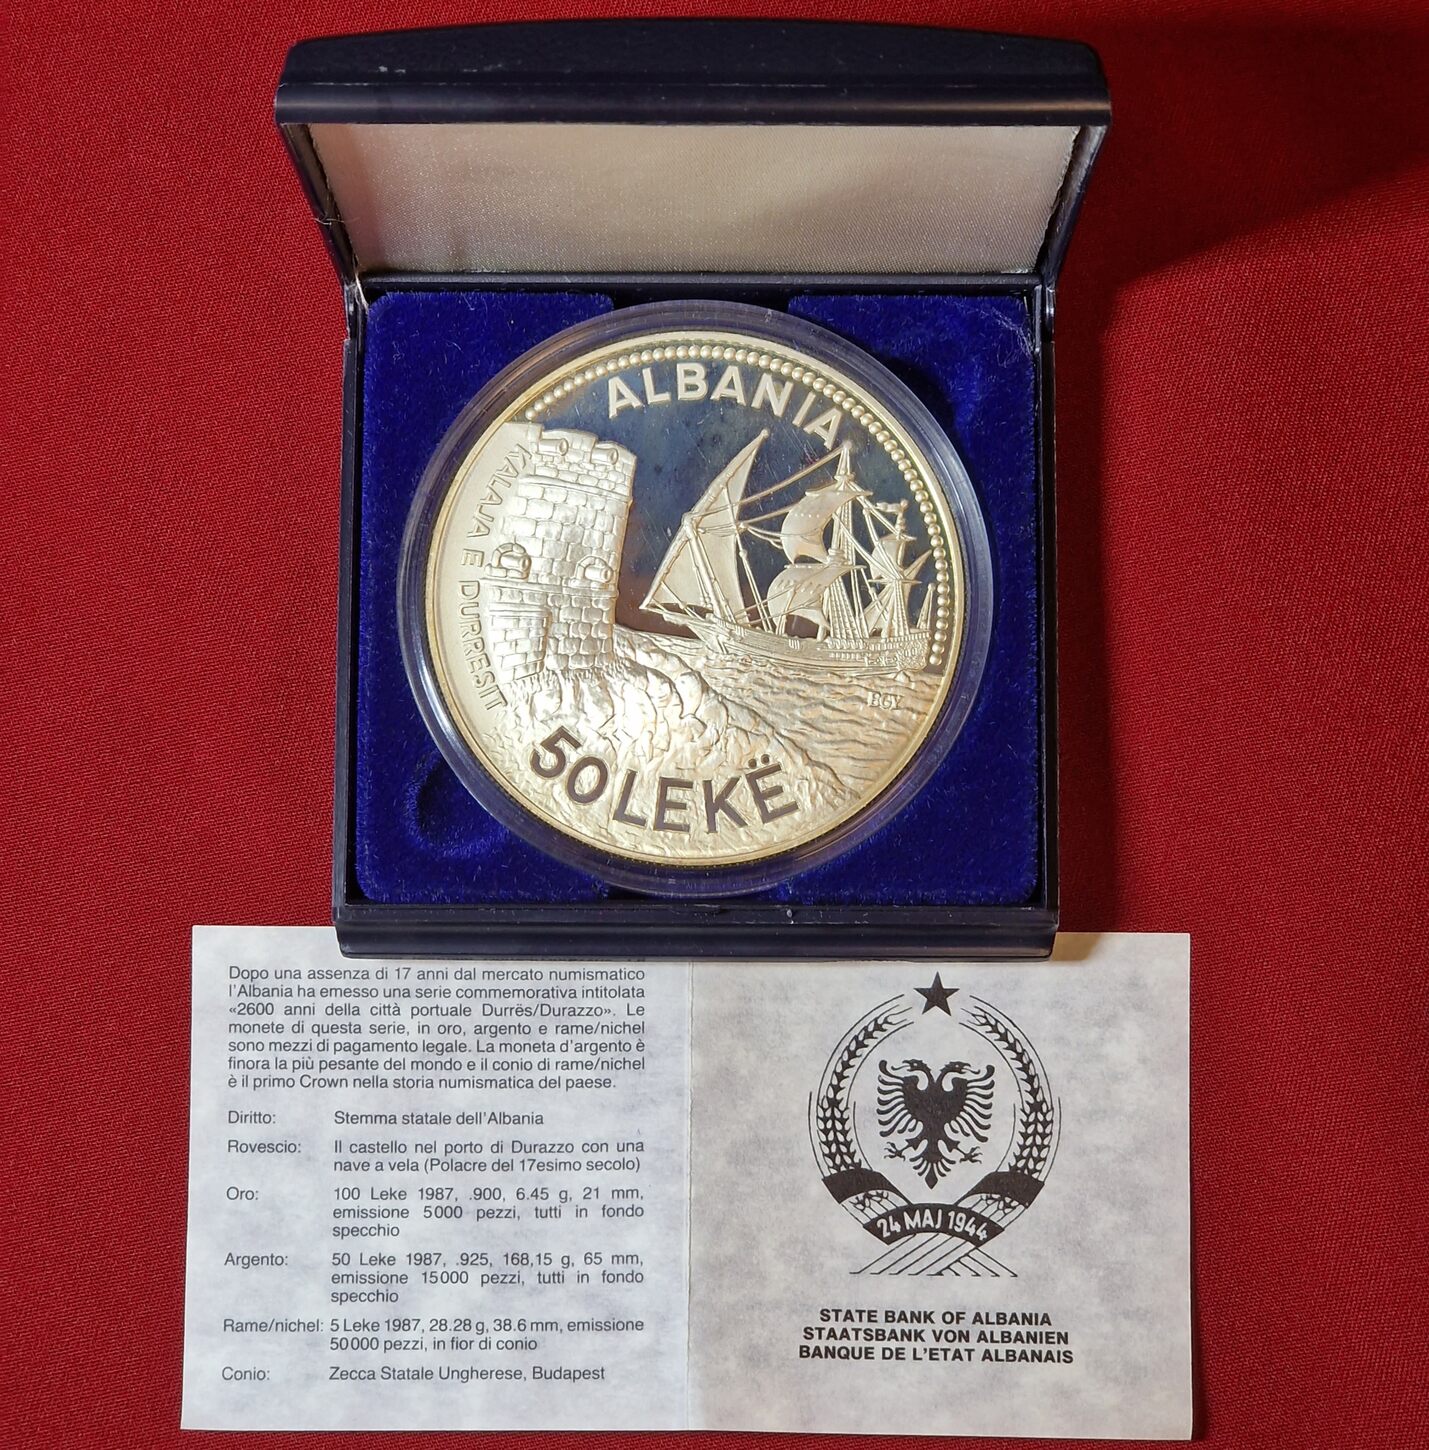 ALBANIA
KALAJA E DURRËSIT
EGY
50 LEKË
Dopo una assenza di 17 anni dal mercato numismatico
l'Albania ha emesso una serie commemorativa intitolata
«2600 anni della città portuale Durrës/Durazzo». Le
monete di questa serie, in oro, argento e rame/nichel
sono mezzi di pagamento legale. La moneta d'argento è
finora la più pesante del mondo e il conio di rame/nichel
è il primo Crown nella storia numismatica del paese.
Diritto: Stemma statale dell'Albania
Rovescio: Il castello nel porto di Durazzo con una
nave a vela (Polacre del 17esimo secolo)
Oro: 100 Leke 1987, .900, 6.45 g, 21 mm,
emissione 5000 pezzi, tutti in fondo
specchio
Argento: 50 Leke 1987, .925, 168,15 g, 65 mm,
emissione 15000 pezzi, tutti in fondo
specchio
Rame/nichel: 5 Leke 1987, 28.28 g, 38.6 mm, emissione
50000 pezzi, in fior di conio
Conio: Zecca Statale Ungherese, Budapest
24 MAJ 1944
STATE BANK OF ALBANIA
STAATSBANK VON ALBANIEN
BANQUE DE L'ETAT ALBANAIS